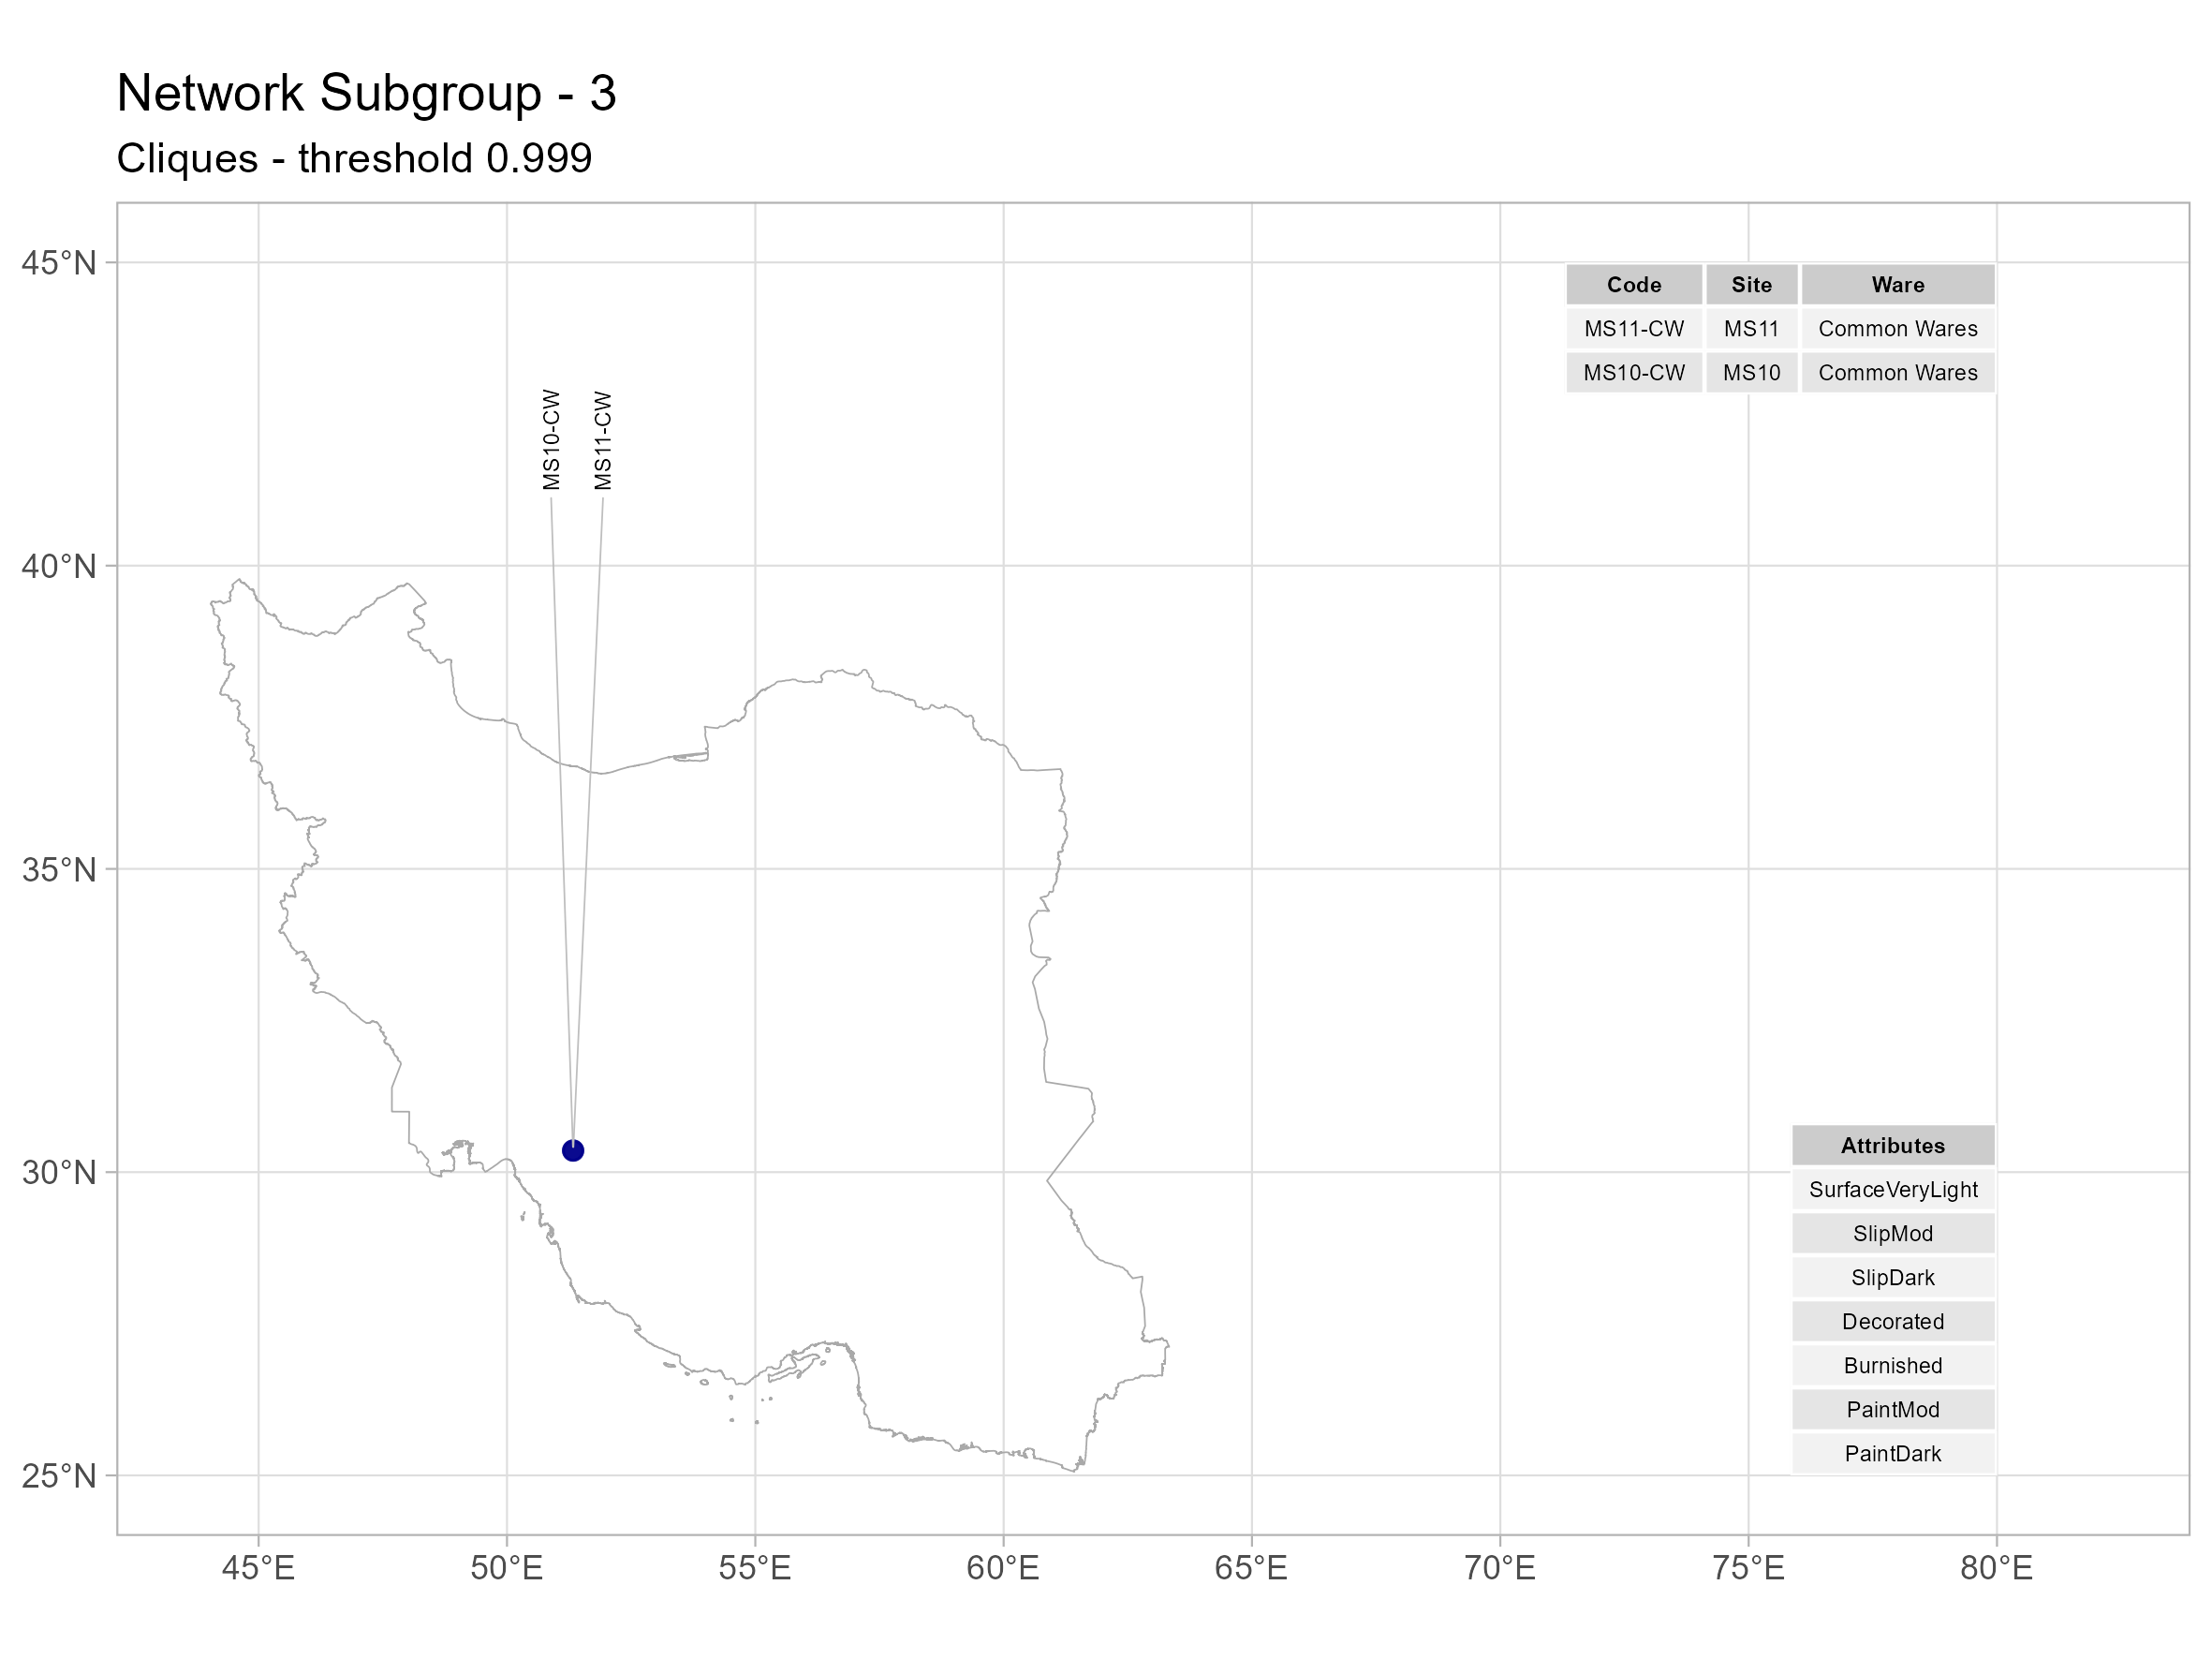 Network Subgroup - 3
Cliques - threshold 0.999
45°N
40°N
35°N
30°N
25°N
Code Site Ware
MS11-CW MS11 Common Wares
MS10-CW MS10 Common Wares
MS10-CW
MS11-CW
Attributes
SurfaceVeryLight
SlipMod
SlipDark
Decorated
Burnished
PaintMod
PaintDark
45°E 50°E 55°E 60°E 65°E 70°E 75°E 80°E